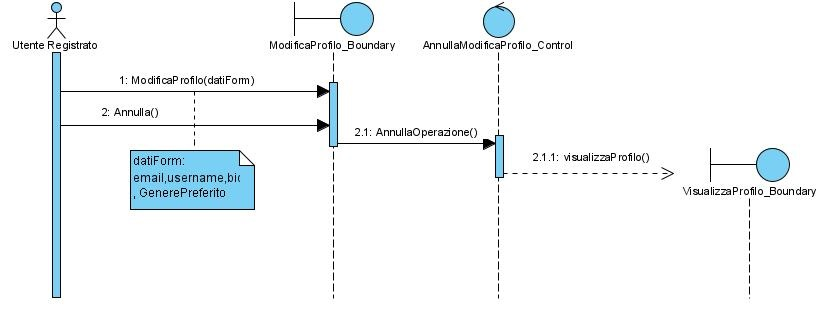 Utente Registrato
ModificaProfilo_Boundary
AnnullaModificaProfilo_Control
1: ModificaProfilo(datiForm)
2: Annulla()
2.1: AnnullaOperazione()
2.1.1: visualizzaProfilo()
datiForm:
email,username,bic
, GenerePreferito
VisualizzaProfilo_Boundary